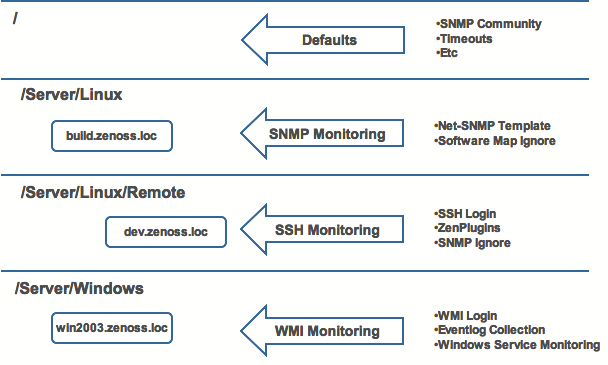 /
Defaults
•SNMP Community
•Timeouts
•Etc
/Server/Linux
build.zenoss.loc
SNMP Monitoring
•Net-SNMP Template
•Software Map Ignore
/Server/Linux/Remote
dev.zenoss.loc
SSH Monitoring
•SSH Login
•ZenPlugins
•SNMP Ignore
/Server/Windows
win2003.zenoss.loc
WMI Monitoring
•WMI Login
•Eventlog Collection
•Windows Service Monitoring